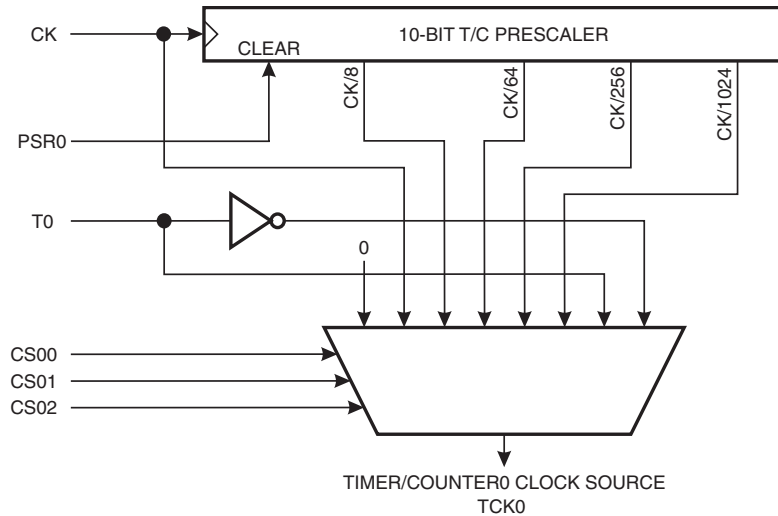 CK
10-BIT T/C PRESCALER
CLEAR
CK/8
CK/64
CK/256
CK/1024
PSR0
T0
0
CS00
CS01
CS02
TIMER/COUNTER0 CLOCK SOURCE
TCK0